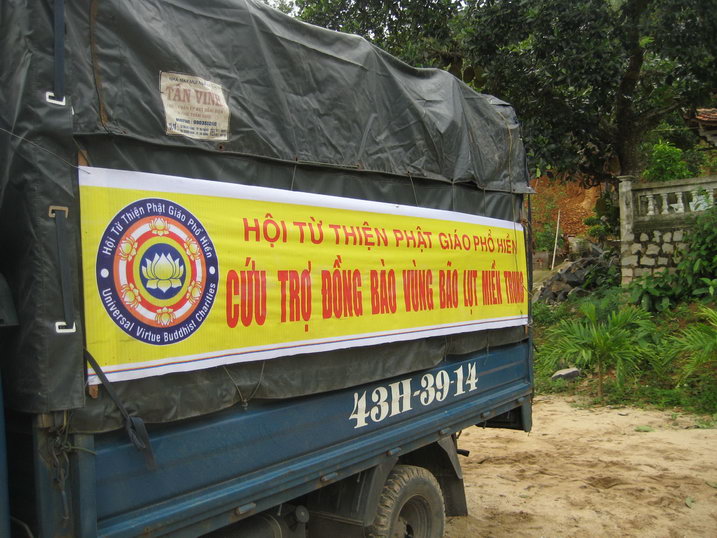 TÂN VINH
HỘI TỪ THIỆN PHẬT GIÁO PHỔ HIỀN
CỨU TRỢ ĐỒNG BÀO VÙNG BÃO LỤT MIỀN TRUNG
Hội Từ Thiện Phật Giáo Phổ Hiền
Universal Virtue Buddhist Charities
43H-39-14